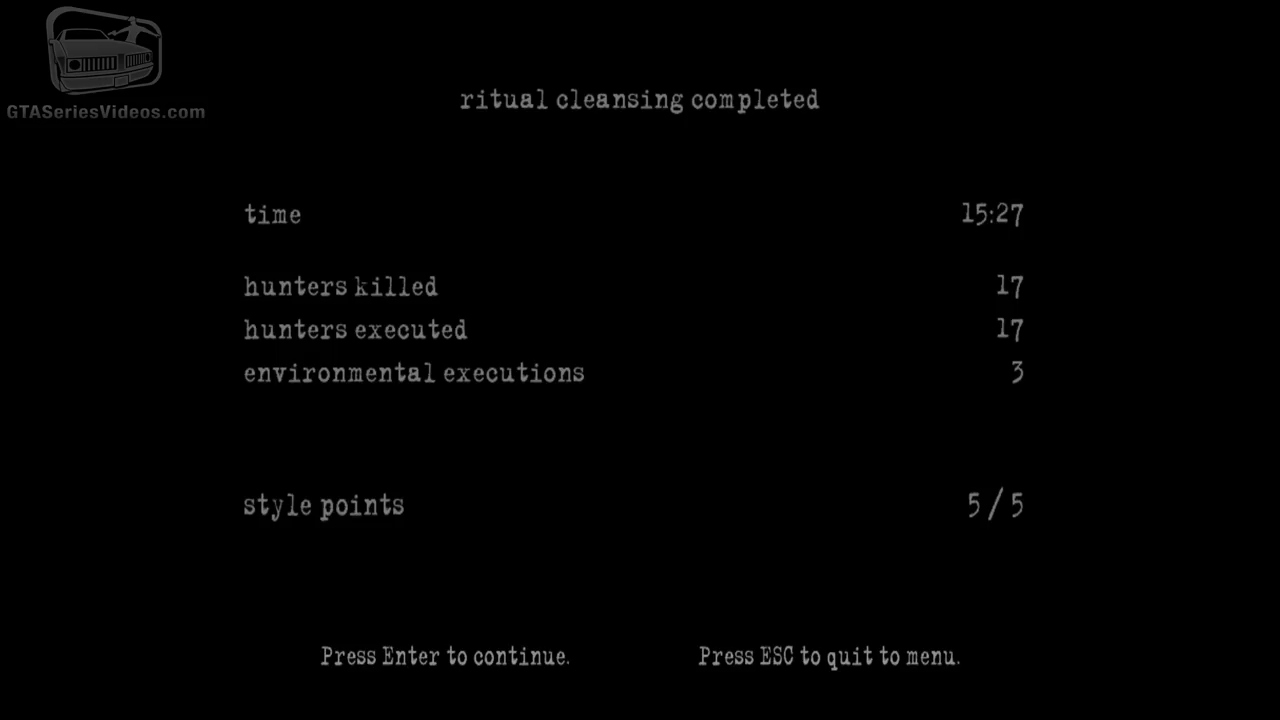 GTASeriesVideos.com
ritual cleansing completed
time 15:27
hunters killed 17
hunters executed 17
environmental executions 3
style points 5/5
Press Enter to continue. Press ESC to quit to menu.